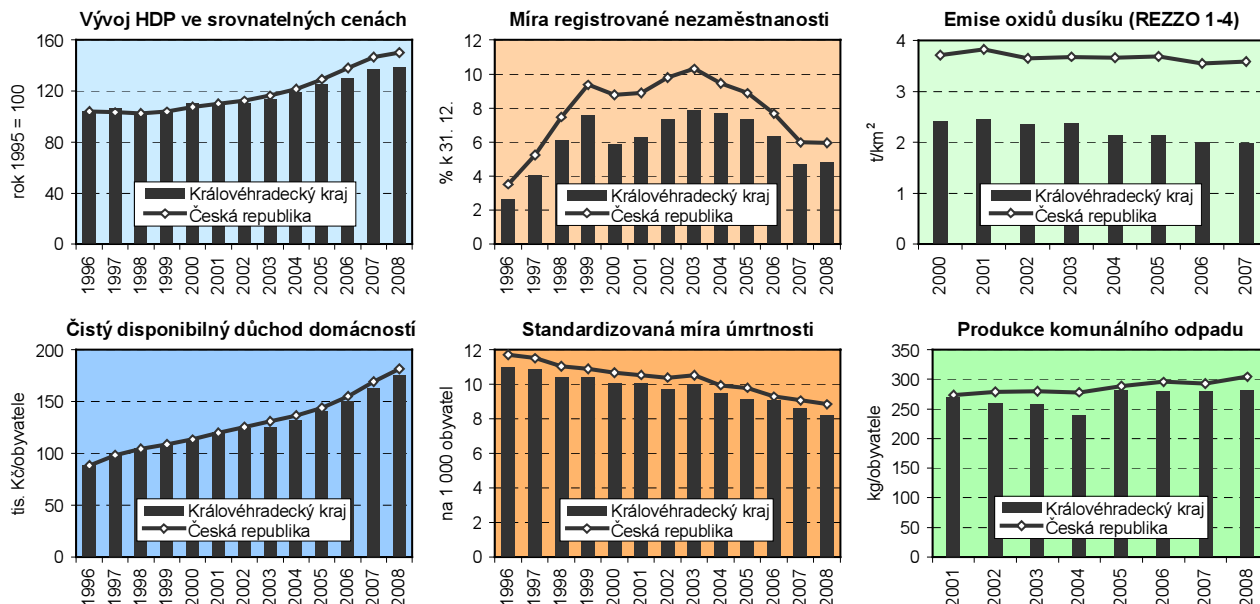 Vývoj HDP ve srovnatelných cenách
rok 1995 = 100
160
120
80
40
0
Královéhradecký kraj
Česká republika
1996 1997 1998 1999 2000 2001 2002 2003 2004 2005 2006 2007 2008
Míra registrované nezaměstnanosti
% k 31. 12.
12
10
8
6
4
2
0
Královéhradecký kraj
Česká republika
1996 1997 1998 1999 2000 2001 2002 2003 2004 2005 2006 2007 2008
Emise oxidů dusíku (REZZO 1-4)
t/km²
4
3
2
1
0
Královéhradecký kraj
Česká republika
2000 2001 2002 2003 2004 2005 2006 2007
Čistý disponibilný důchod domácností
tis. Kč/obyvatele
200
150
100
50
0
Královéhradecký kraj
Česká republika
1996 1997 1998 1999 2000 2001 2002 2003 2004 2005 2006 2007 2008
Standardizovaná míra úmrtnosti
na 1 000 obyvatel
12
10
8
6
4
2
0
Královéhradecký kraj
Česká republika
1996 1997 1998 1999 2000 2001 2002 2003 2004 2005 2006 2007 2008
Produkce komunálního odpadu
kg/obyvatele
350
300
250
200
150
100
50
0
Královéhradecký kraj
Česká republika
2001 2002 2003 2004 2005 2006 2007 2008